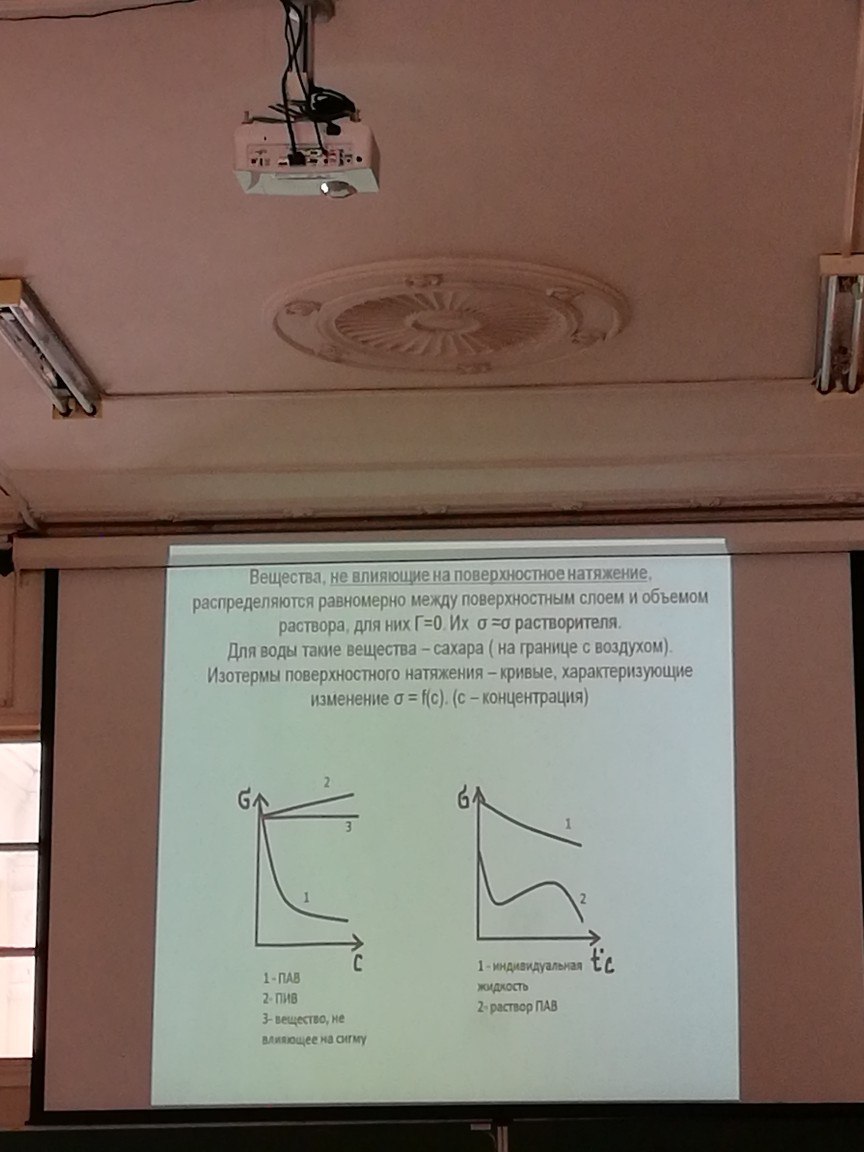 Вещества, не влияющие на поверхностное натяжение,
распределяются равномерно между поверхностным слоем и объемом
раствора, для них Г=0. Их σ =σ растворителя.
Для воды такие вещества – сахара ( на границе с воздухом).
Изотермы поверхностного натяжения – кривые, характеризующие
изменение σ = f(c). (с – концентрация)
σ
2
3
1
c
1 - ПАВ
2- ПИВ
3- вещество, не
влияющее на сигму
σ
1
2
t°c
1 - индивидуальная
жидкость
2- раствор ПАВ